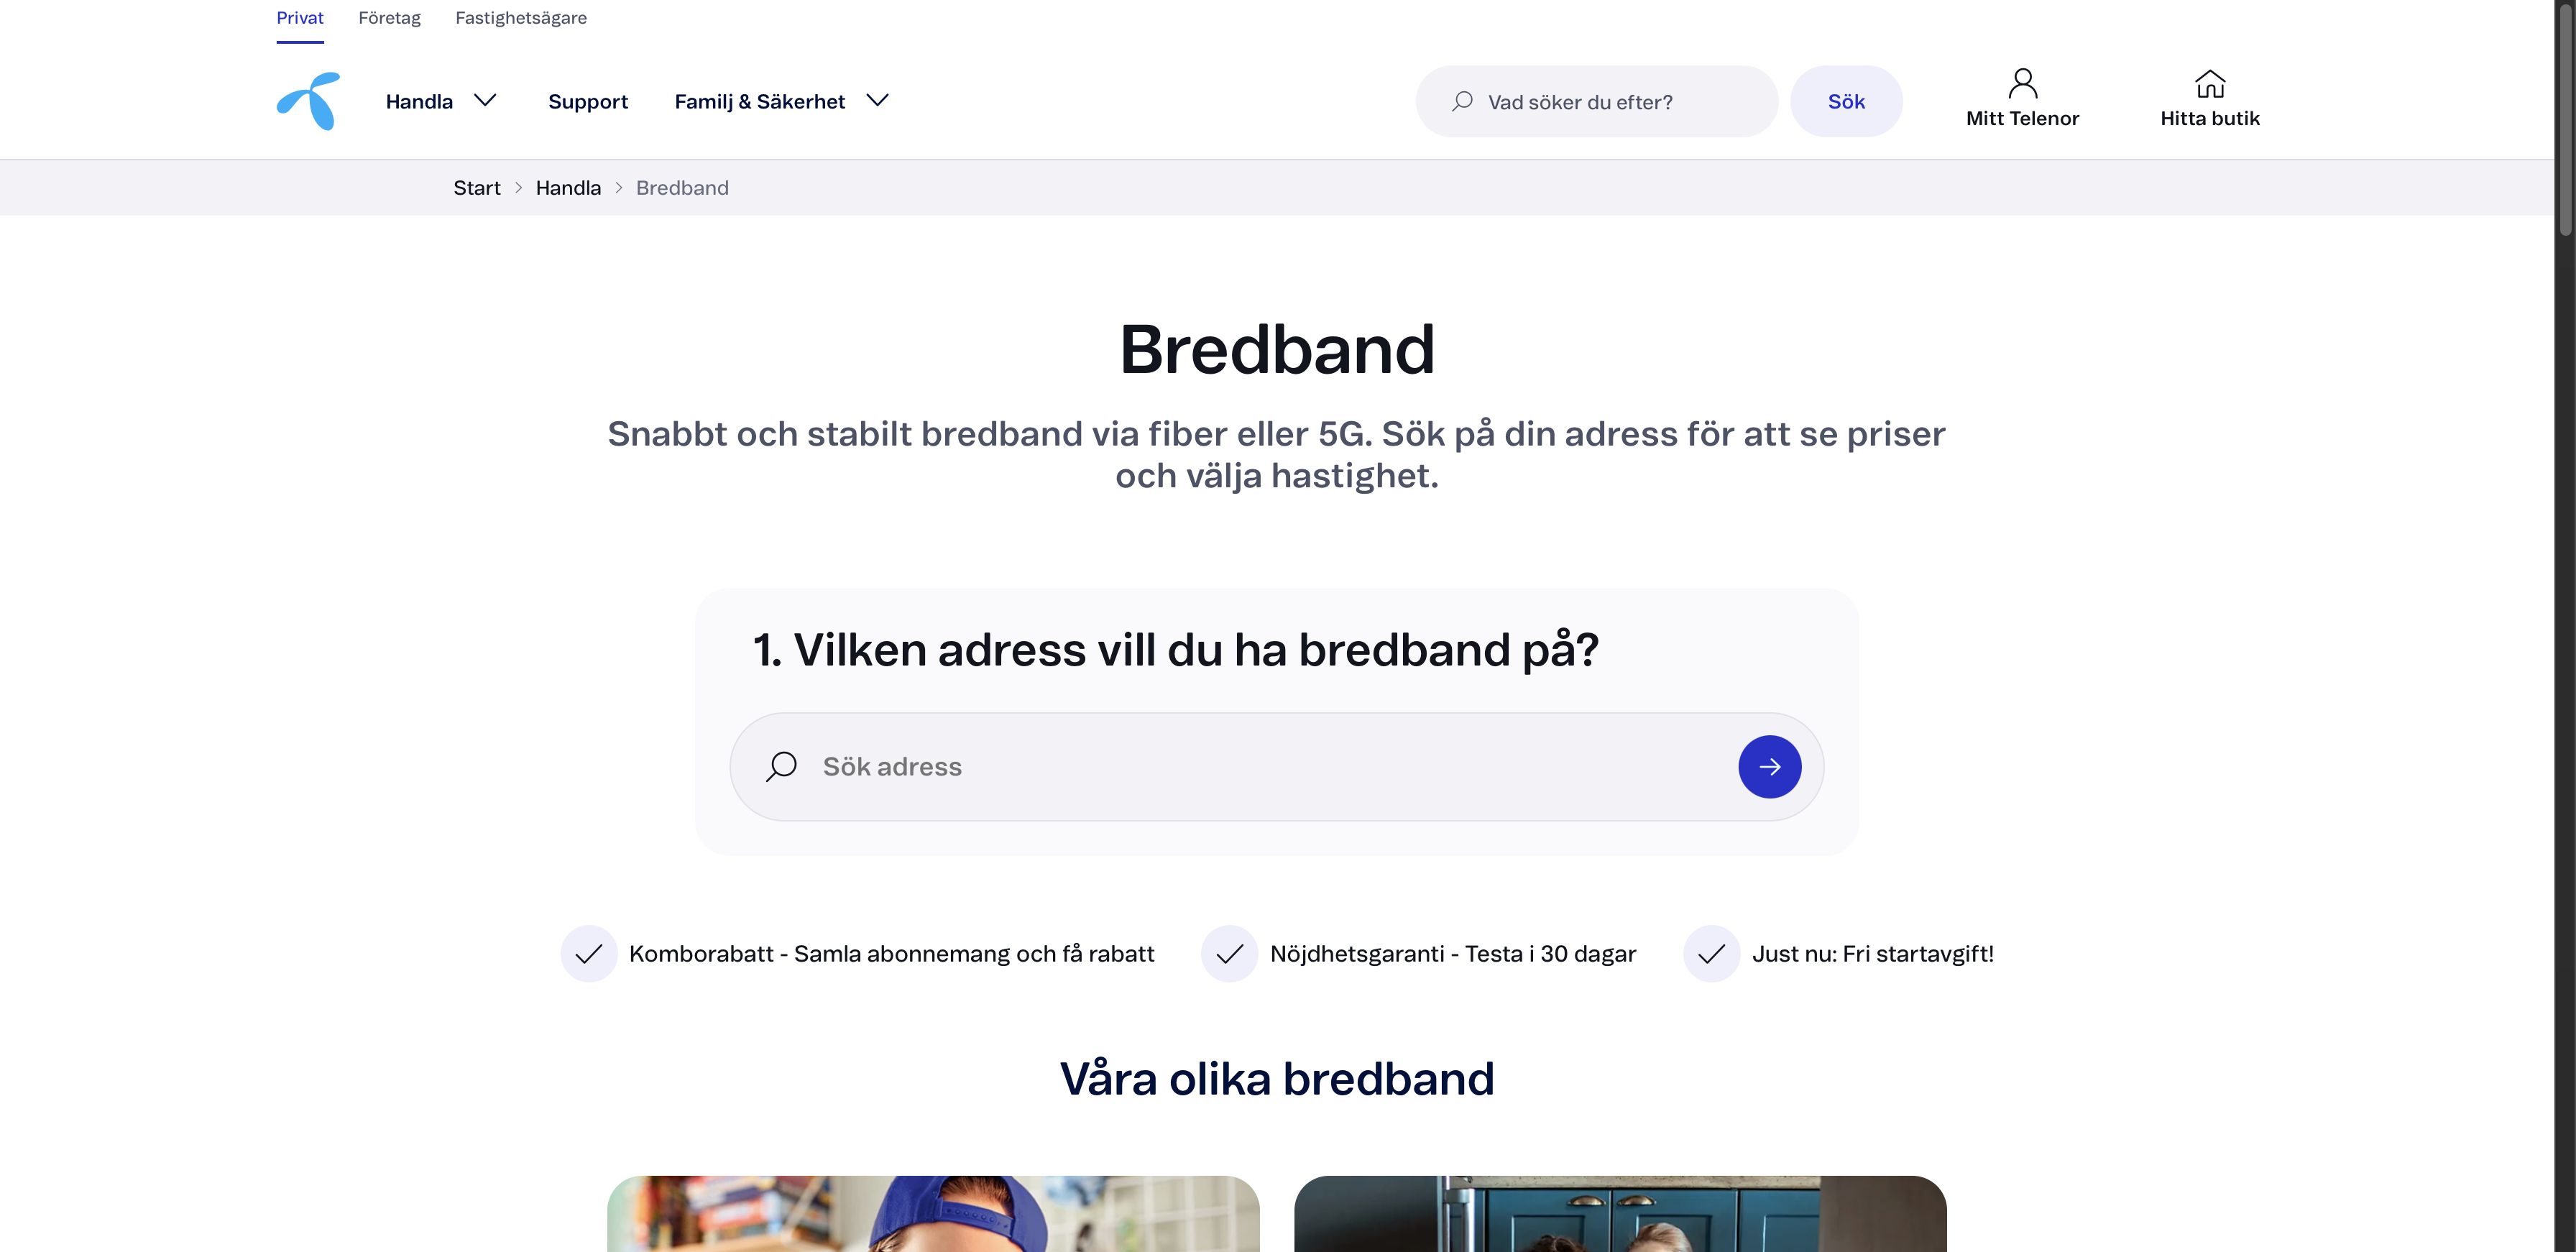 Privat
Företag
Fastighetsägare
Handla
Support
Familj & Säkerhet
Vad söker du efter?
Sök
Mitt Telenor
Hitta butik
Start
Handla
Bredband
Bredband
Snabbt och stabilt bredband via fiber eller 5G. Sök på din adress för att se priser
och välja hastighet.
1. Vilken adress vill du ha bredband på?
Sök adress
Komborabatt - Samla abonnemang och få rabatt
Nöjdhetsgaranti - Testa i 30 dagar
Just nu: Fri startavgift!
Våra olika bredband